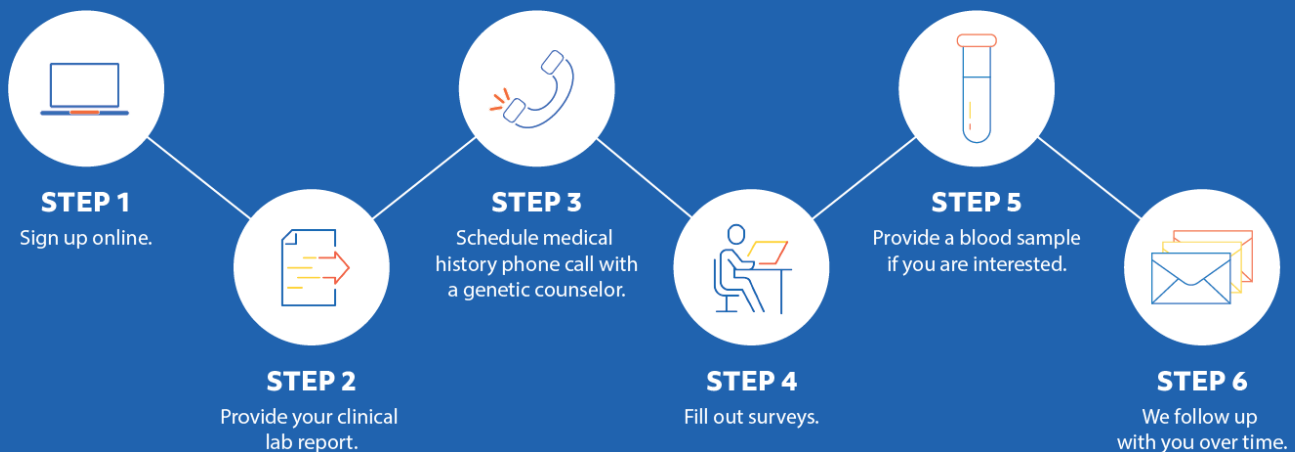 STEP 1
Sign up online.
STEP 2
Provide your clinical
lab report.
STEP 3
Schedule medical
history phone call with
a genetic counselor.
STEP 4
Fill out surveys.
STEP 5
Provide a blood sample
if you are interested.
STEP 6
We follow up
with you over time.